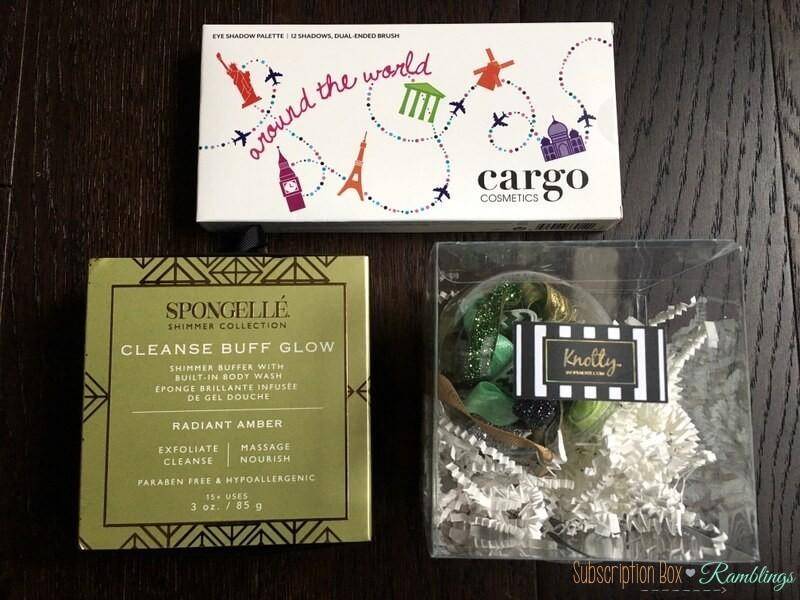 EYE SHADOW PALETTE | 12 SHADOWS, DUAL-ENDED BRUSH
around the world
cargo
COSMETICS
SPONGELLÉ
SHIMMER COLLECTION
CLEANSE BUFF GLOW
SHIMMER BUFFER WITH
BUILT-IN BODY WASH
ÉPONGE BRILLANTE INFUSÉE
DE GEL DOUCHE
RADIANT AMBER
EXFOLIATE | MASSAGE
CLEANSE | NOURISH
PARABEN FREE & HYPOALLERGENIC
15+ USES
3 oz. / 85 g
Knotty
Subscription Box Ramblings